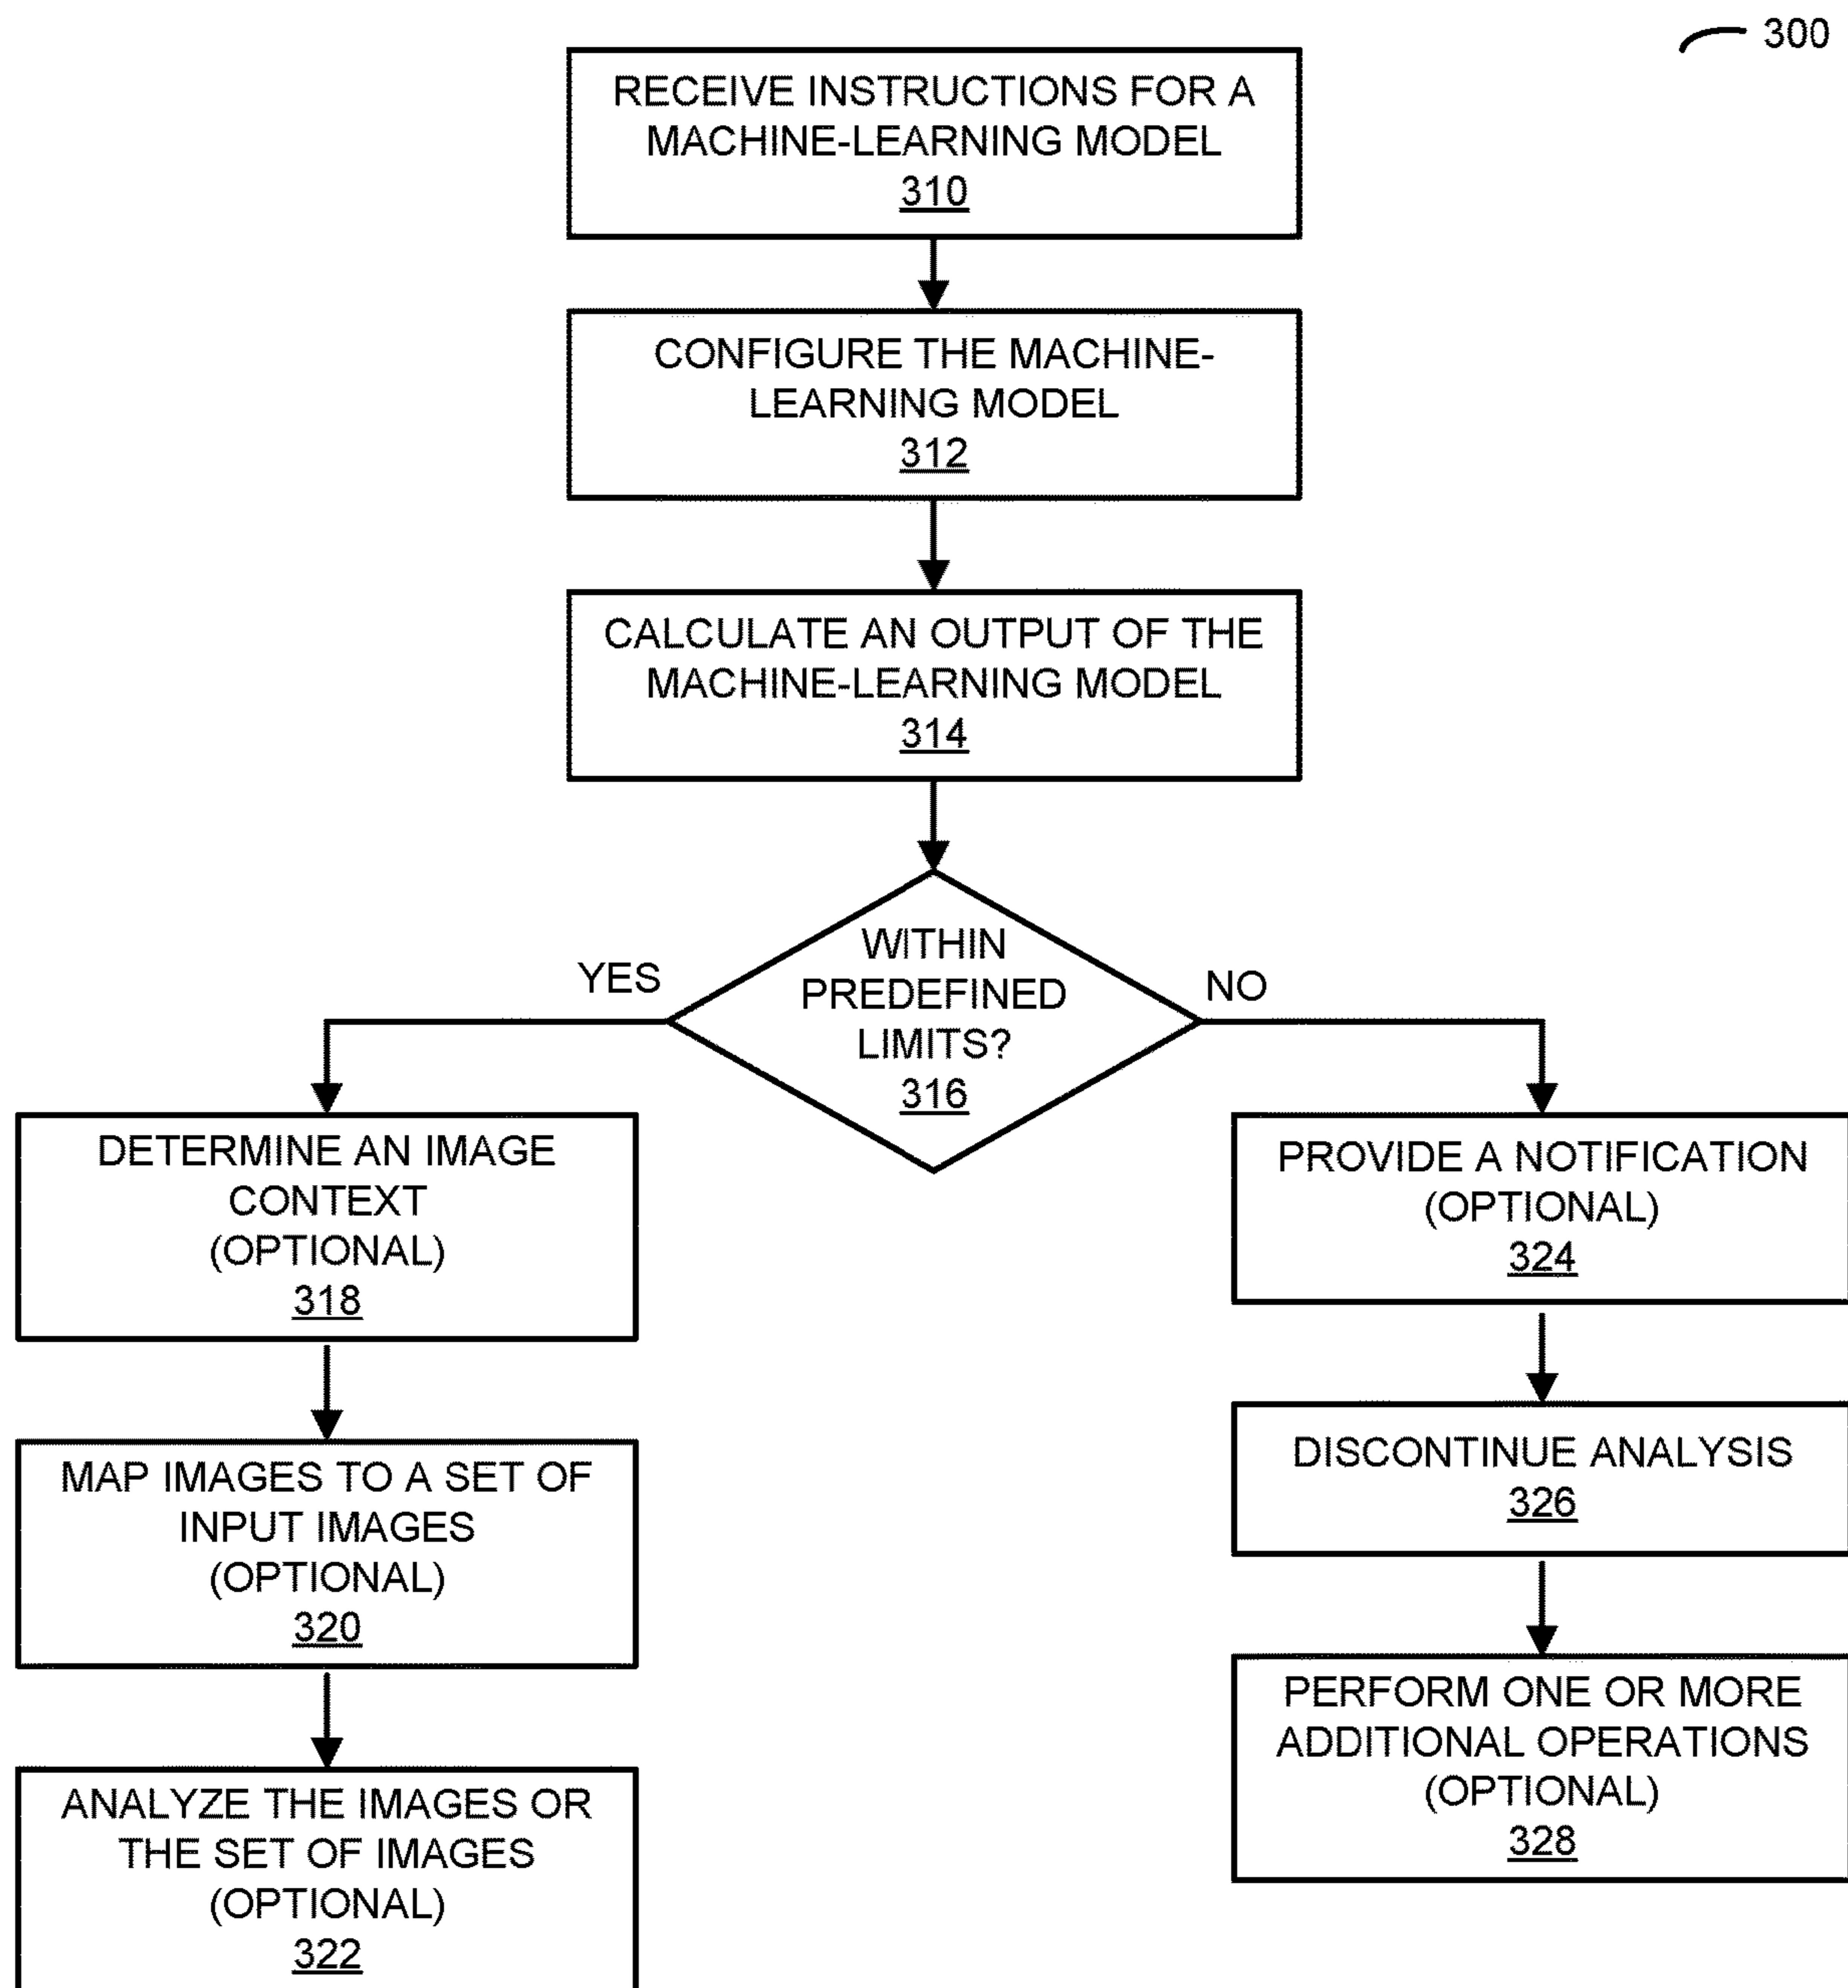 300
RECEIVE INSTRUCTIONS FOR A
MACHINE-LEARNING MODEL
310
CONFIGURE THE MACHINE-
LEARNING MODEL
312
CALCULATE AN OUTPUT OF THE
MACHINE-LEARNING MODEL
314
WITHIN
PREDEFINED
LIMITS?
316
YES
NO
DETERMINE AN IMAGE
CONTEXT
(OPTIONAL)
318
MAP IMAGES TO A SET OF
INPUT IMAGES
(OPTIONAL)
320
ANALYZE THE IMAGES OR
THE SET OF IMAGES
(OPTIONAL)
322
PROVIDE A NOTIFICATION
(OPTIONAL)
324
DISCONTINUE ANALYSIS
326
PERFORM ONE OR MORE
ADDITIONAL OPERATIONS
(OPTIONAL)
328